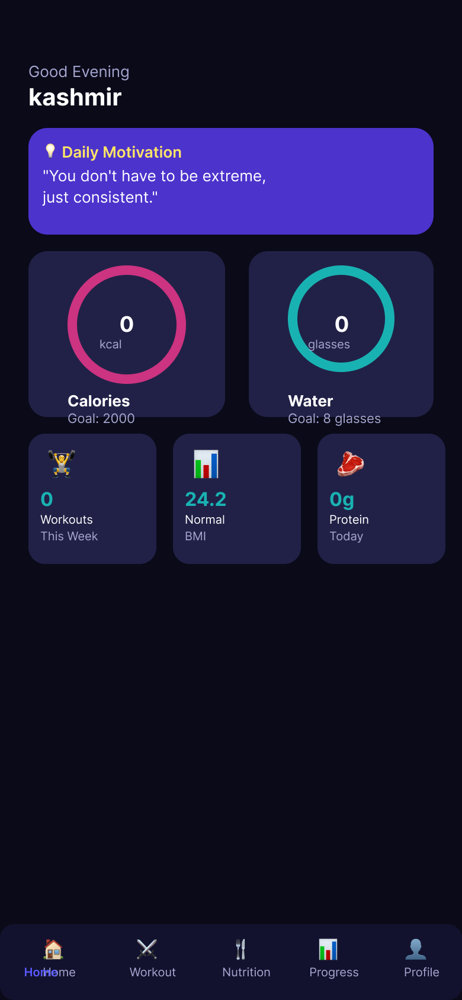 Good Evening
kashmir
Daily Motivation
"You don't have to be extreme,
just consistent."
0
kcal
Calories
Goal: 2000
0
glasses
Water
Goal: 8 glasses
0
Workouts
This Week
24.2
Normal
BMI
0g
Protein
Today
Home
Home
Workout
Nutrition
Progress
Profile